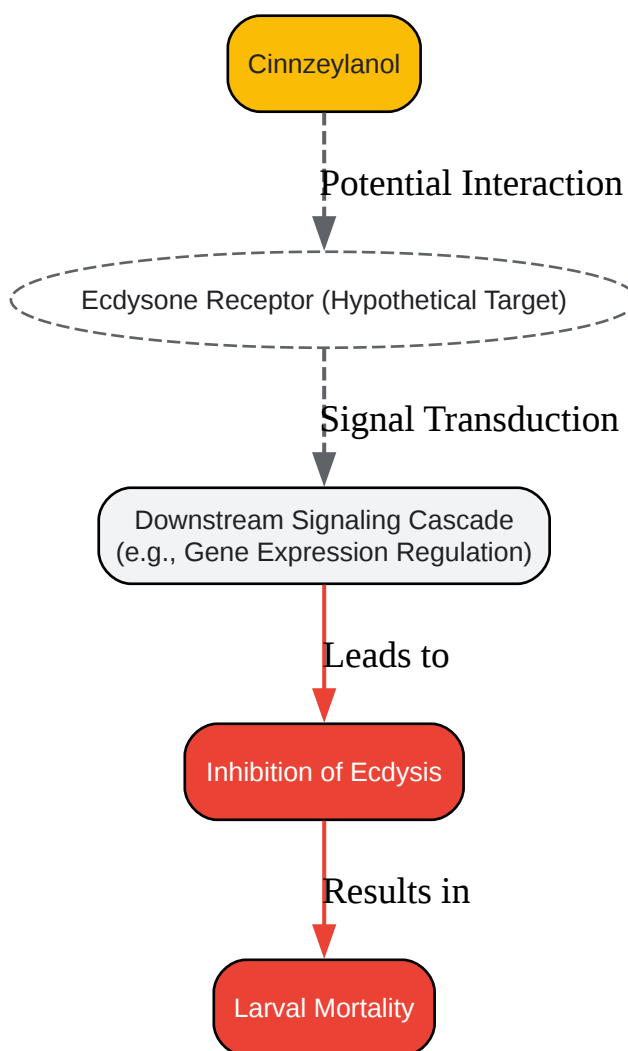 Cinnzeylanol
Potential Interaction
Ecdysone Receptor (Hypothetical Target)
Signal Transduction
Downstream Signaling Cascade
(e.g., Gene Expression Regulation)
Leads to
Inhibition of Ecdysis
Results in
Larval Mortality